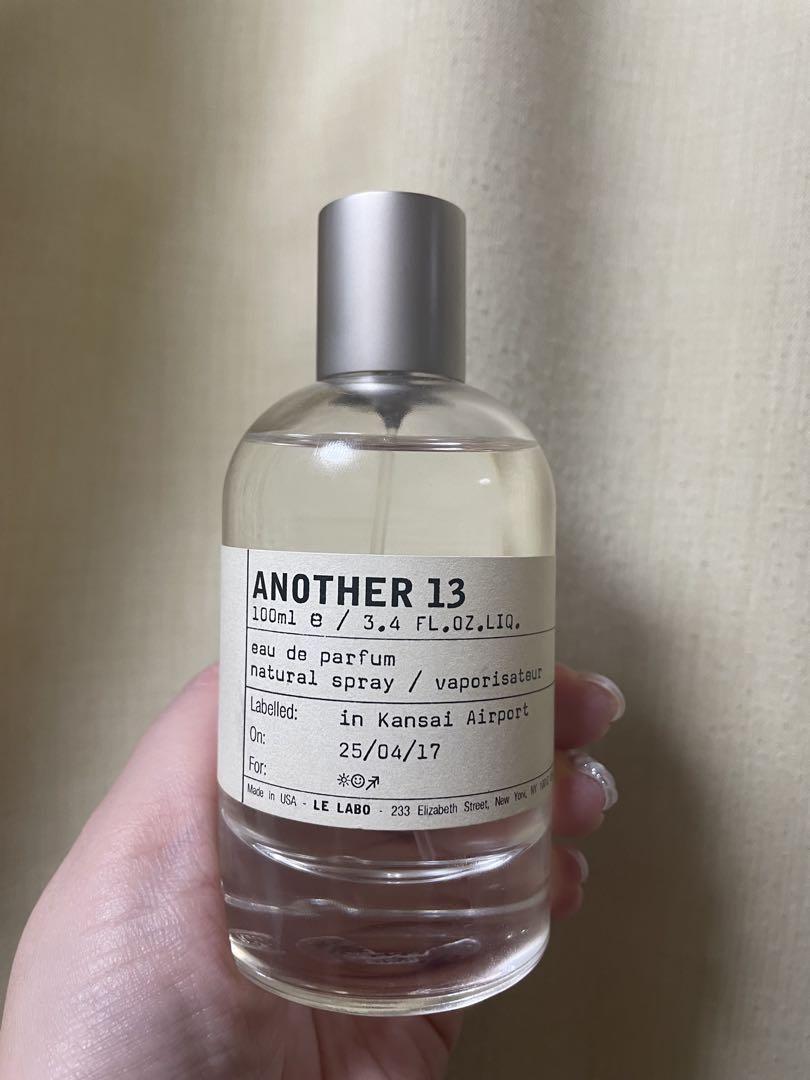 ANOTHER 13
100ml e / 3.4 FL.OZ.LIQ.
eau de parfum
natural spray / vaporisateur
Labelled: in Kansai Airport
On: 25/04/17
For: ☼☺↗
Made in USA - LE LABO - 233 Elizabeth Street, New York, NY